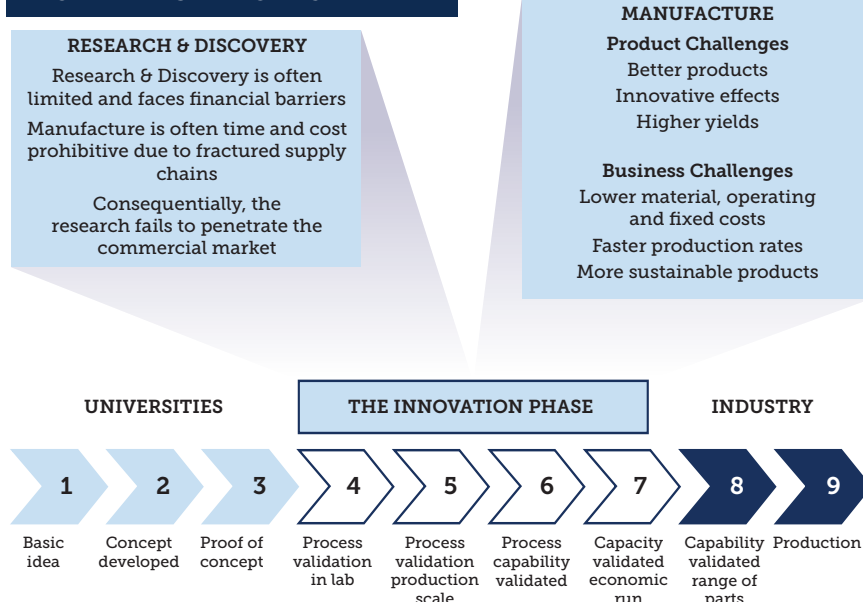 RESEARCH & DISCOVERY
Research & Discovery is often
limited and faces financial barriers
Manufacture is often time and cost
prohibitive due to fractured supply
chains
Consequentially, the
research fails to penetrate the
commercial market
MANUFACTURE
Product Challenges
Better products
Innovative effects
Higher yields
Business Challenges
Lower material, operating
and fixed costs
Faster production rates
More sustainable products
UNIVERSITIES
THE INNOVATION PHASE
INDUSTRY
1
2
3
4
5
6
7
8
9
Basic
idea
Concept
developed
Proof of
concept
Process
validation
in lab
Process
validation
production
scale
Process
capability
validated
Capacity
validated
economic
run
Capability
validated
range of
parts
Production